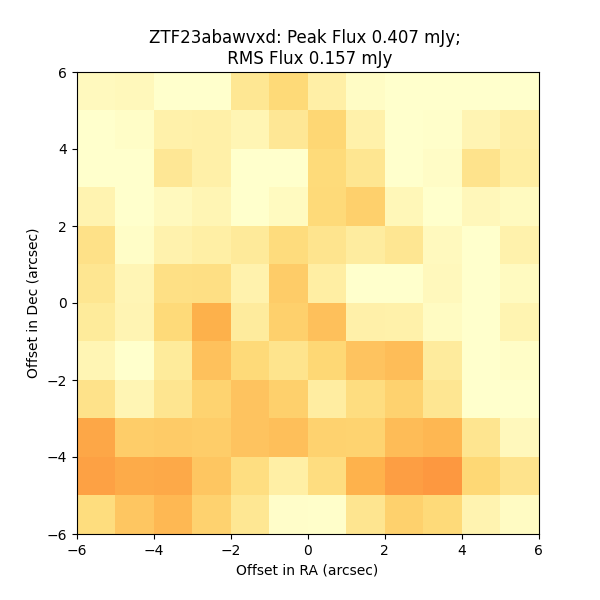 ZTF23abawvxd: Peak Flux 0.407 mJy;
RMS Flux 0.157 mJy
6
4
2
0
−2
−4
−6
Offset in Dec (arcsec)
−6 −4 −2 0 2 4 6
Offset in RA (arcsec)